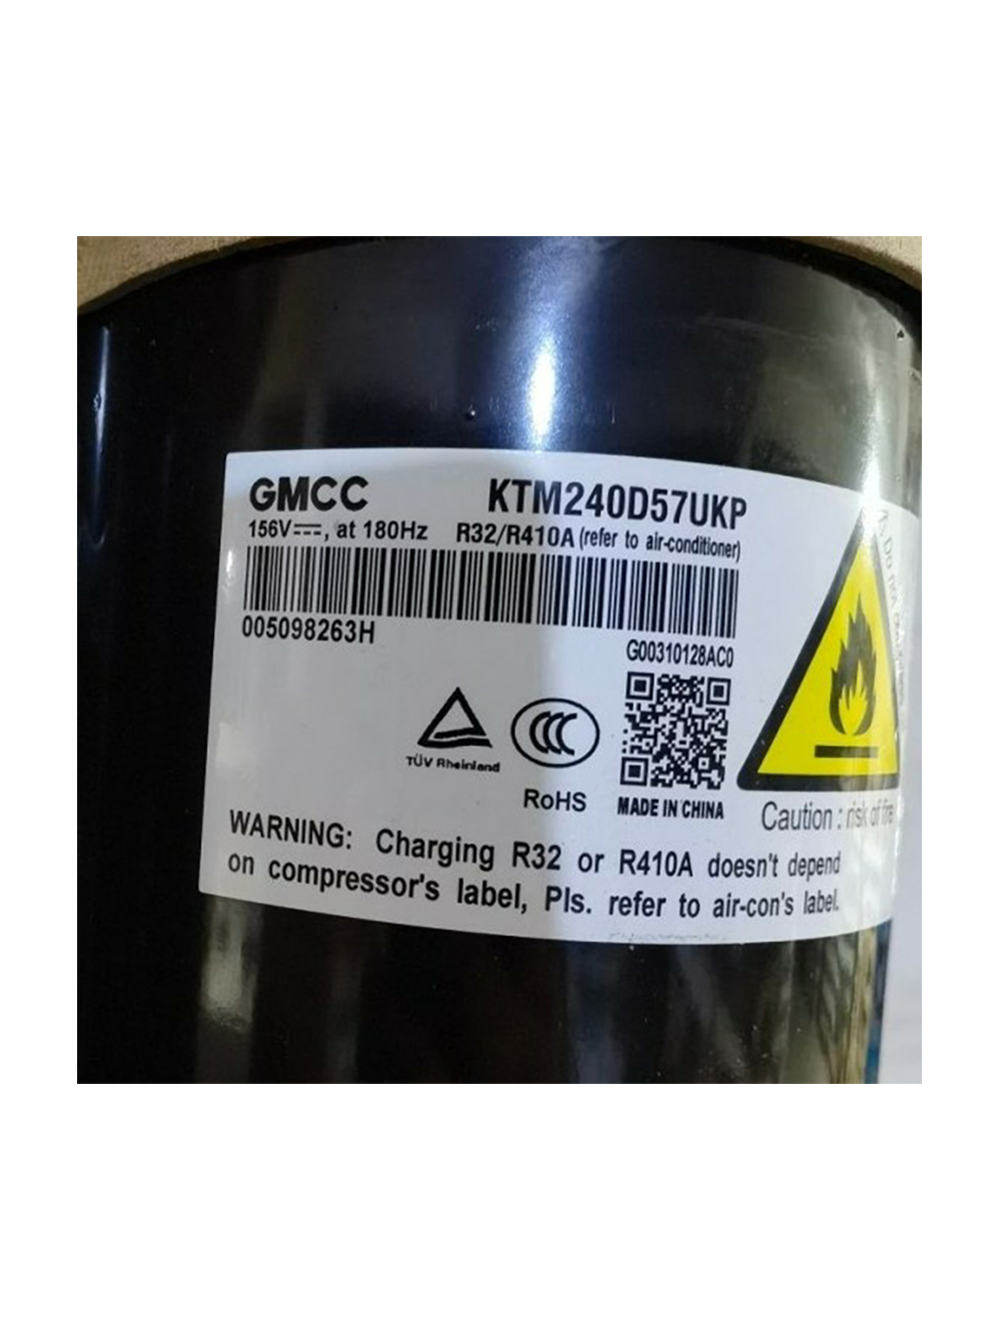 GMCC KTM240D57UKP
156V⎓, at 180Hz R32/R410A (refer to air-conditioner)
005098263H
G00310128AC0
TÜV Rheinland
CCC
RoHS
MADE IN CHINA
Caution : risk of fire
WARNING: Charging R32 or R410A doesn't depend
on compressor's label, Pls. refer to air-con's label.